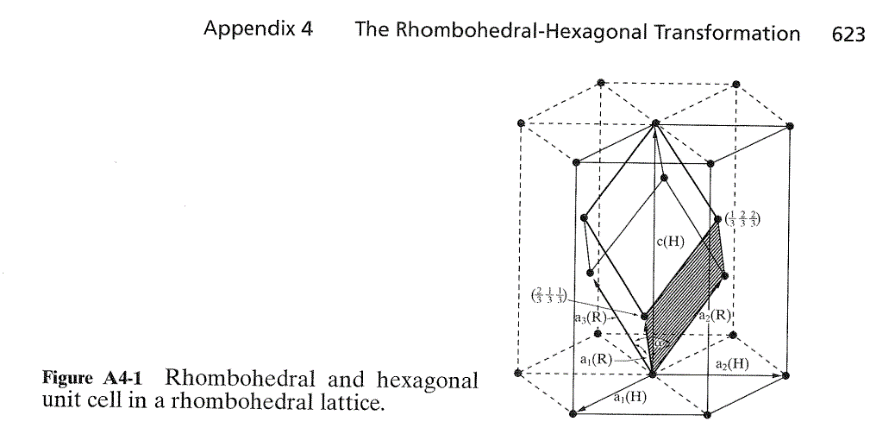 Appendix 4 The Rhombohedral-Hexagonal Transformation 623
(1/3 2/3 2/3)
c(H)
(2/3 1/3 1/3)
a₃(R)
a₂(R)
α
a₁(R)
a₂(H)
a₁(H)
Figure A4-1 Rhombohedral and hexagonal
unit cell in a rhombohedral lattice.